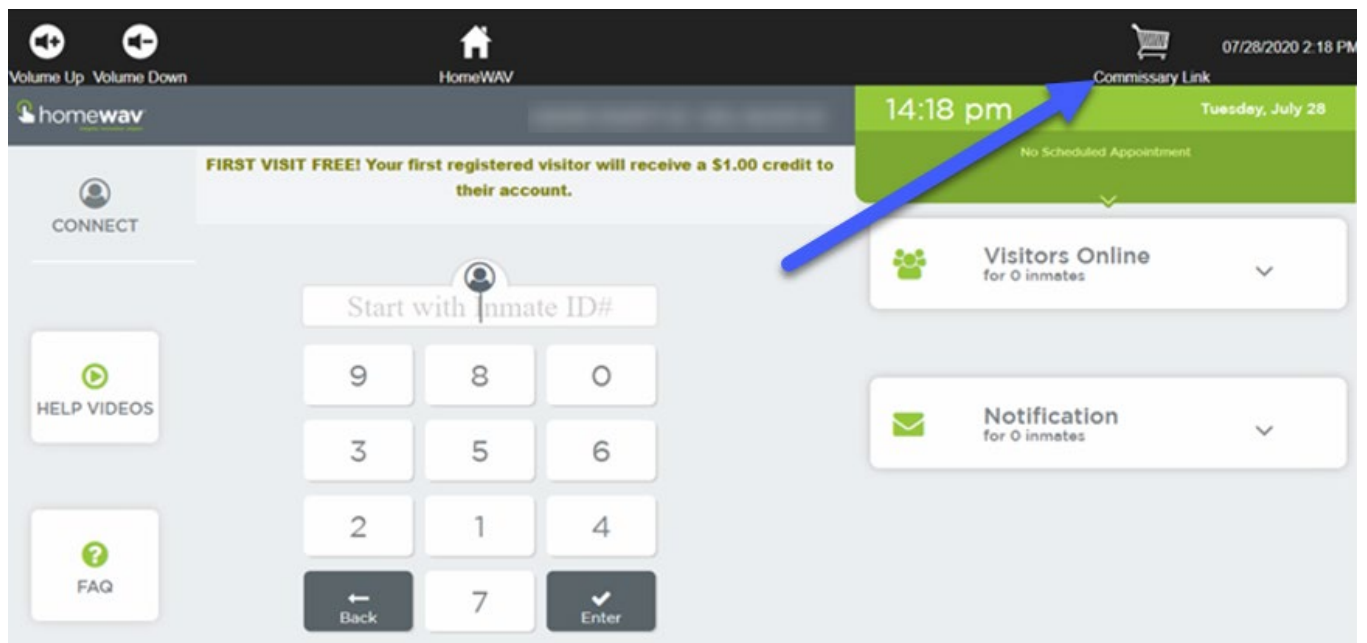 Volume Up Volume Down
HomeWAV
Commissary Link
07/28/2020 2:18 PM
homewav
14:18 pm
Tuesday, July 28
No Scheduled Appointment
FIRST VISIT FREE! Your first registered visitor will receive a $1.00 credit to
their account.
CONNECT
HELP VIDEOS
FAQ
Start with Inmate ID#
9 8 0
3 5 6
2 1 4
Back 7 Enter
Visitors Online
for 0 inmates
Notification
for 0 inmates